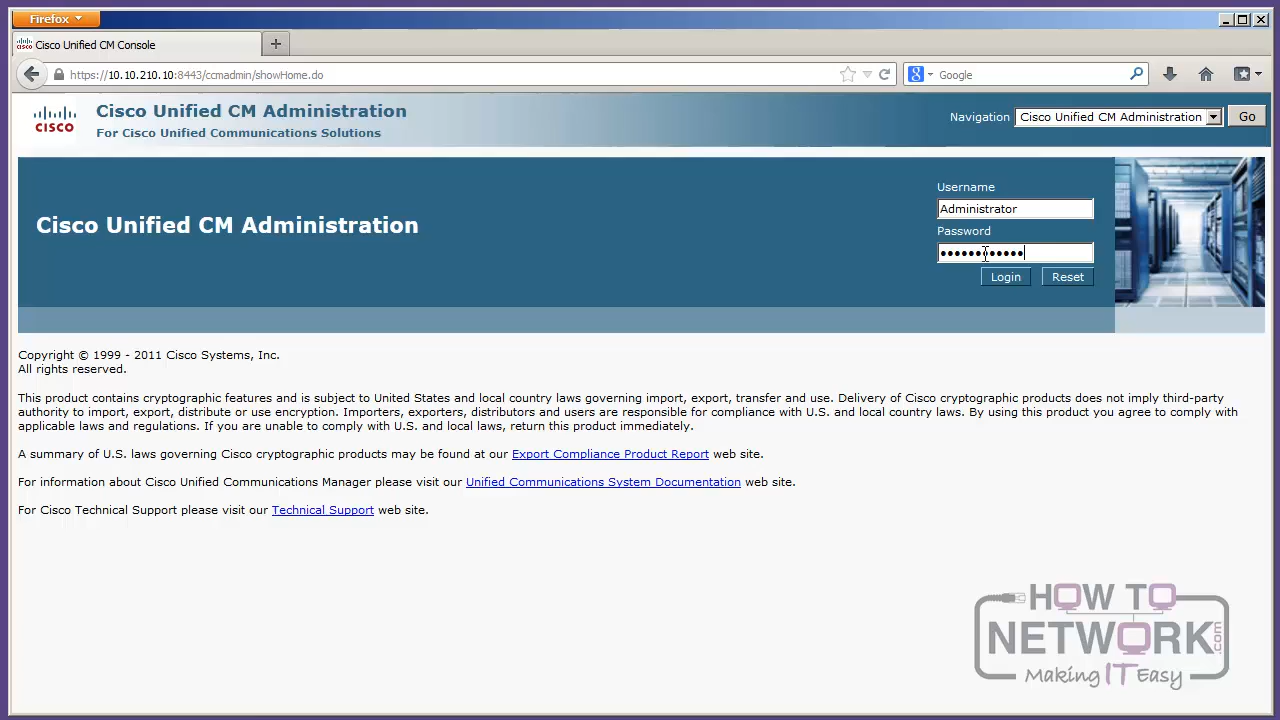 Firefox
Cisco Unified CM Console
https://10.10.210.10:8443/ccmadmin/showHome.do
Google
CISCO
Cisco Unified CM Administration
For Cisco Unified Communications Solutions
Navigation Cisco Unified CM Administration Go
Cisco Unified CM Administration
Username
Administrator
Password
••••••••••••
Login Reset
Copyright © 1999 - 2011 Cisco Systems, Inc.
All rights reserved.
This product contains cryptographic features and is subject to United States and local country laws governing import, export, transfer and use. Delivery of Cisco cryptographic products does not imply third-party
authority to import, export, distribute or use encryption. Importers, exporters, distributors and users are responsible for compliance with U.S. and local country laws. By using this product you agree to comply with
applicable laws and regulations. If you are unable to comply with U.S. and local laws, return this product immediately.
A summary of U.S. laws governing Cisco cryptographic products may be found at our Export Compliance Product Report web site.
For information about Cisco Unified Communications Manager please visit our Unified Communications System Documentation web site.
For Cisco Technical Support please visit our Technical Support web site.
HOW TO
NETWORK.com
Making IT Easy